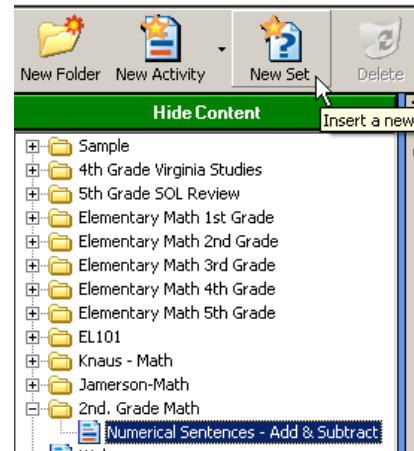 New Folder New Activity New Set Delete
Hide Content
Insert a new
Sample
4th Grade Virginia Studies
5th Grade SOL Review
Elementary Math 1st Grade
Elementary Math 2nd Grade
Elementary Math 3rd Grade
Elementary Math 4th Grade
Elementary Math 5th Grade
EL101
Knaus - Math
Jamerson-Math
2nd. Grade Math
Numerical Sentences - Add & Subtract